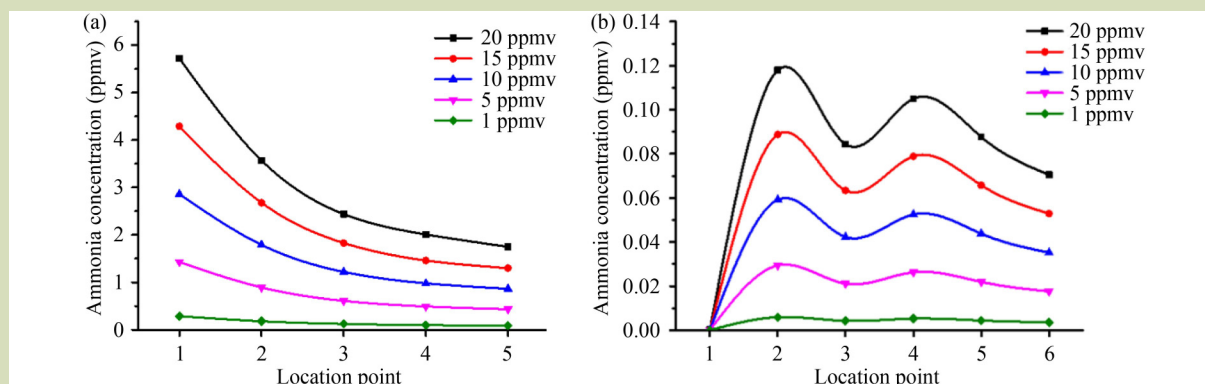 (a)
Ammonia concentration (ppmv)
6
5
4
3
2
1
0
20 ppmv
15 ppmv
10 ppmv
5 ppmv
1 ppmv
1 2 3 4 5
Location point
(b)
Ammonia concentration (ppmv)
0.14
0.12
0.10
0.08
0.06
0.04
0.02
0.00
20 ppmv
15 ppmv
10 ppmv
5 ppmv
1 ppmv
1 2 3 4 5 6
Location point